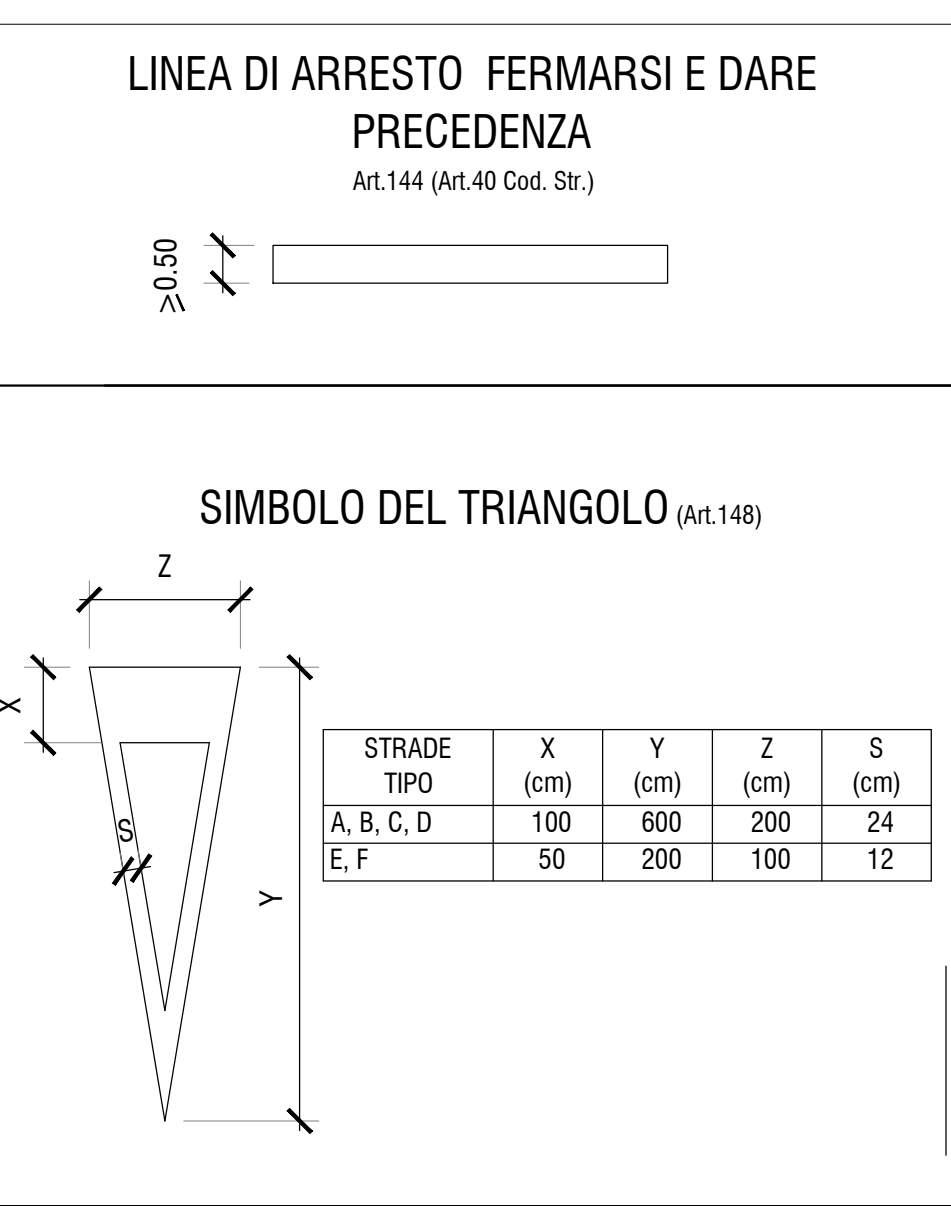 LINEA DI ARRESTO  FERMARSI E DARE
PRECEDENZA
Art.144 (Art.40 Cod. Str.)
≥0.50
SIMBOLO DEL TRIANGOLO (Art.148)
Z
X
S
Y
STRADE TIPO X (cm) Y (cm) Z (cm) S (cm)
A, B, C, D 100 600 200 24
E, F 50 200 100 12